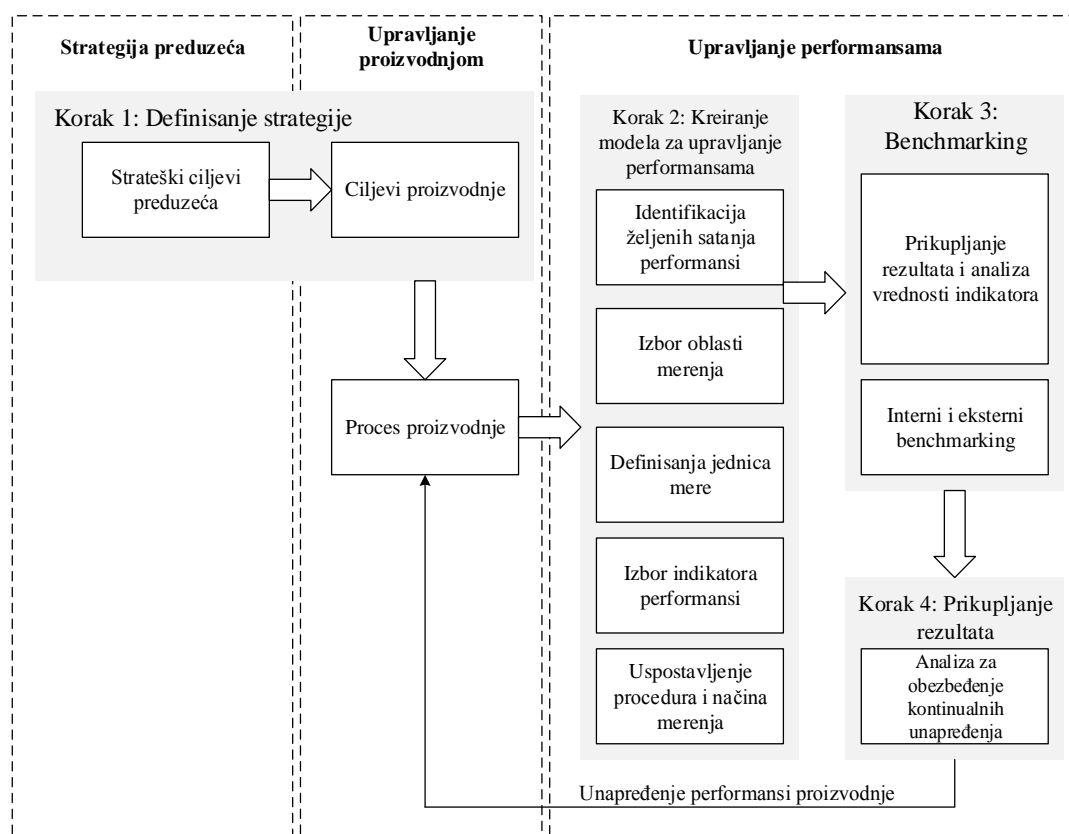 Strategija preduzeća
Upravljanje
proizvodnjom
Upravljanje performansama
Korak 1: Definisanje strategije
Strateški ciljevi
preduzeća
Ciljevi proizvodnje
Proces proizvodnje
Korak 2: Kreiranje
modela za upravljanje
performansama
Identifikacija
željenih satanja
performansi
Izbor oblasti
merenja
Definisanja jednica
mere
Izbor indikatora
performansi
Uspostavljenje
procedura i načina
merenja
Korak 3:
Benchmarking
Prikupljanje
rezultata i analiza
vrednosti indikatora
Interni i eksterni
benchmarking
Korak 4: Prikupljanje
rezultata
Analiza za
obezbeđenje
kontinualnih
unapređenja
Unapređenje performansi proizvodnje